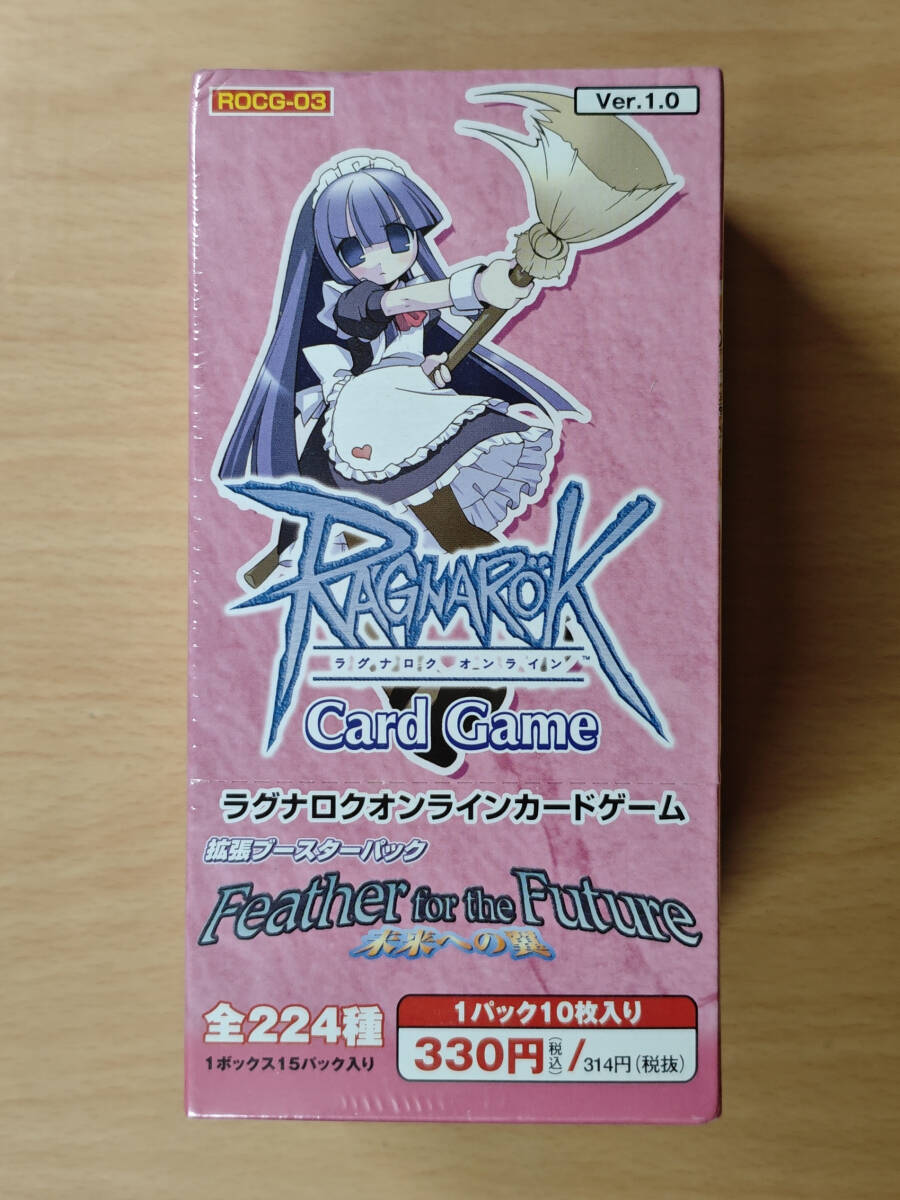 ROCG-03
Ver.1.0
RAGNARÖK
ラグナロク オンライン™
Card Game
ラグナロクオンラインカードゲーム
拡張ブースターパック
Feather for the Future
未来への翼
全224種
1ボックス15パック入り
1パック10枚入り
330円(税込)/314円(税抜)